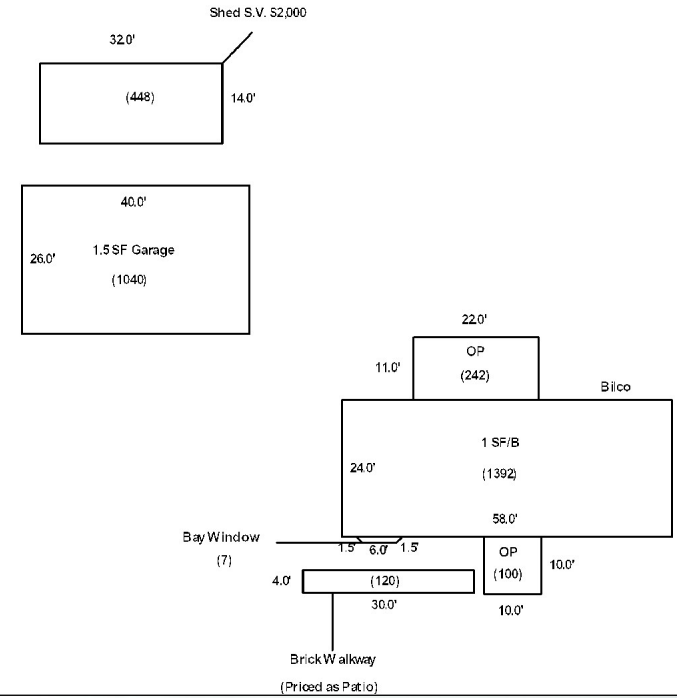 Shed S.V. S2,000
32.0'
(448)
14.0'
40.0'
26.0'
1.5 SF Garage
(1040)
22.0'
OP
11.0'
(242)
Bilco
1 SF/B
24.0'
(1392)
58.0'
Bay Window
1.5'
6.0'
1.5'
(7)
OP
10.0'
(100)
4.0'
(120)
30.0'
10.0'
Brick Walkway
(Priced as Patio)